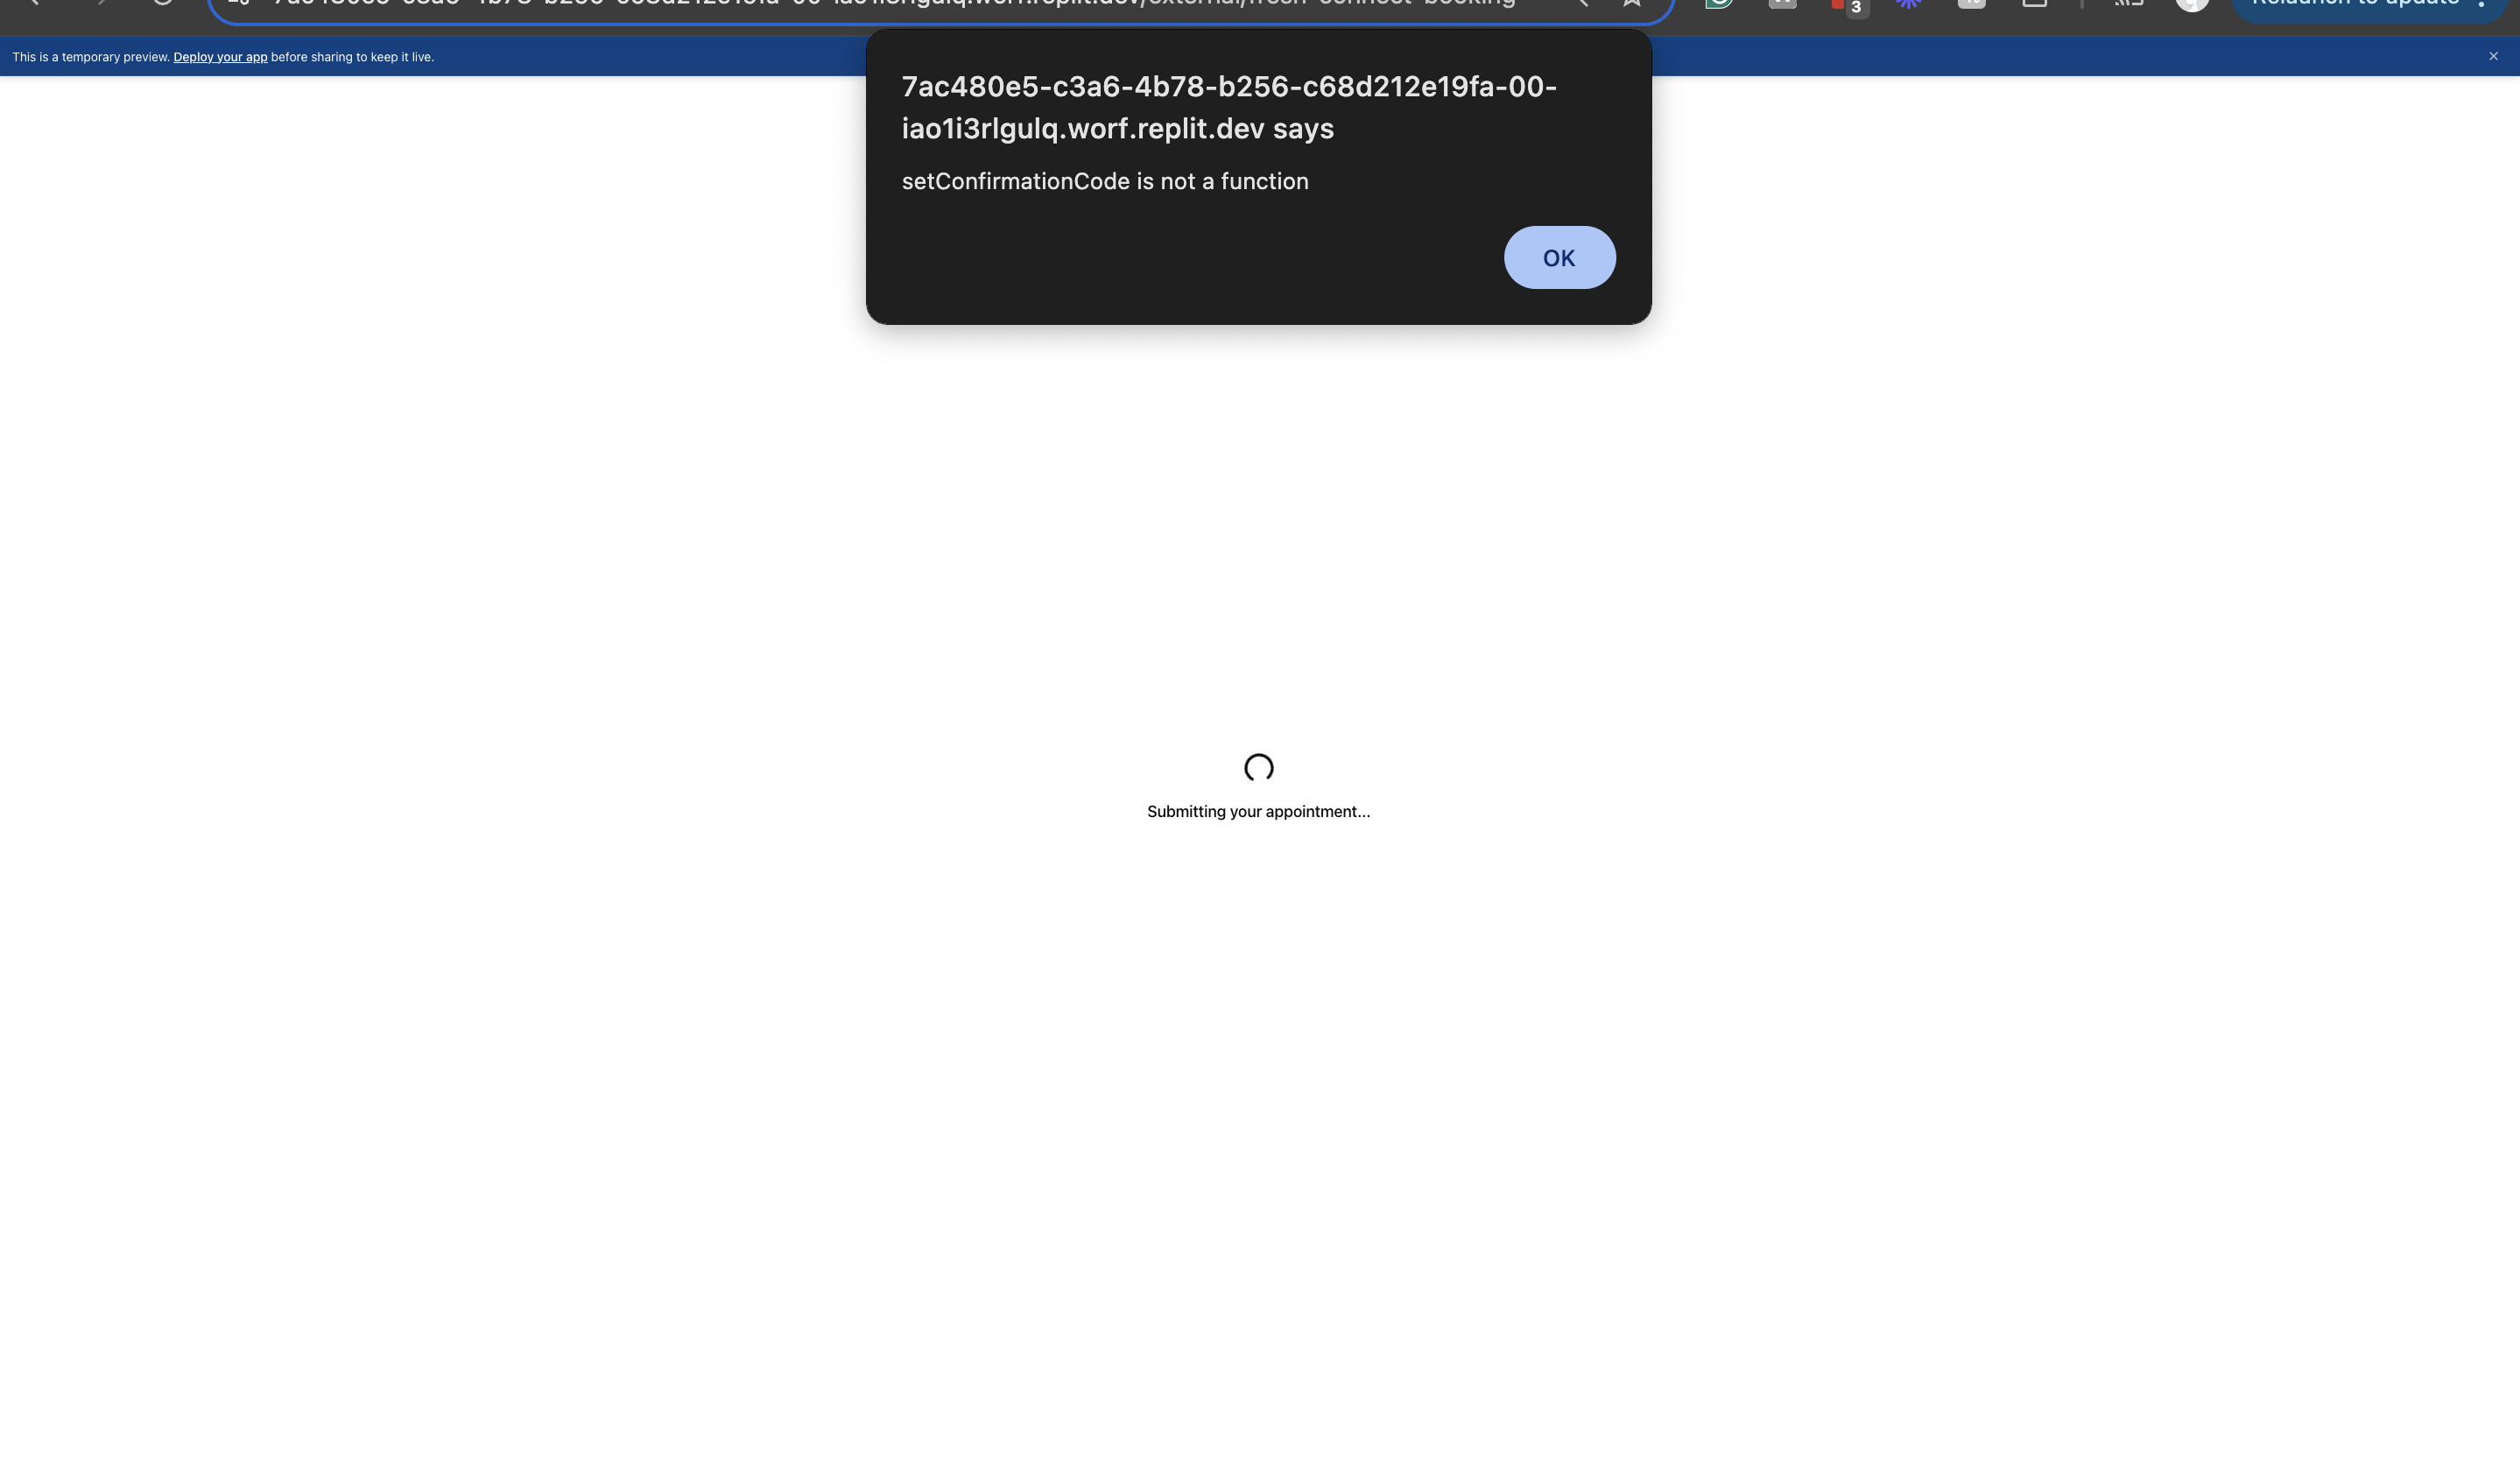 3
This is a temporary preview. Deploy your app before sharing to keep it live.
7ac480e5-c3a6-4b78-b256-c68d212e19fa-00-
iao1i3rlgulq.worf.replit.dev says
setConfirmationCode is not a function
OK
Submitting your appointment...